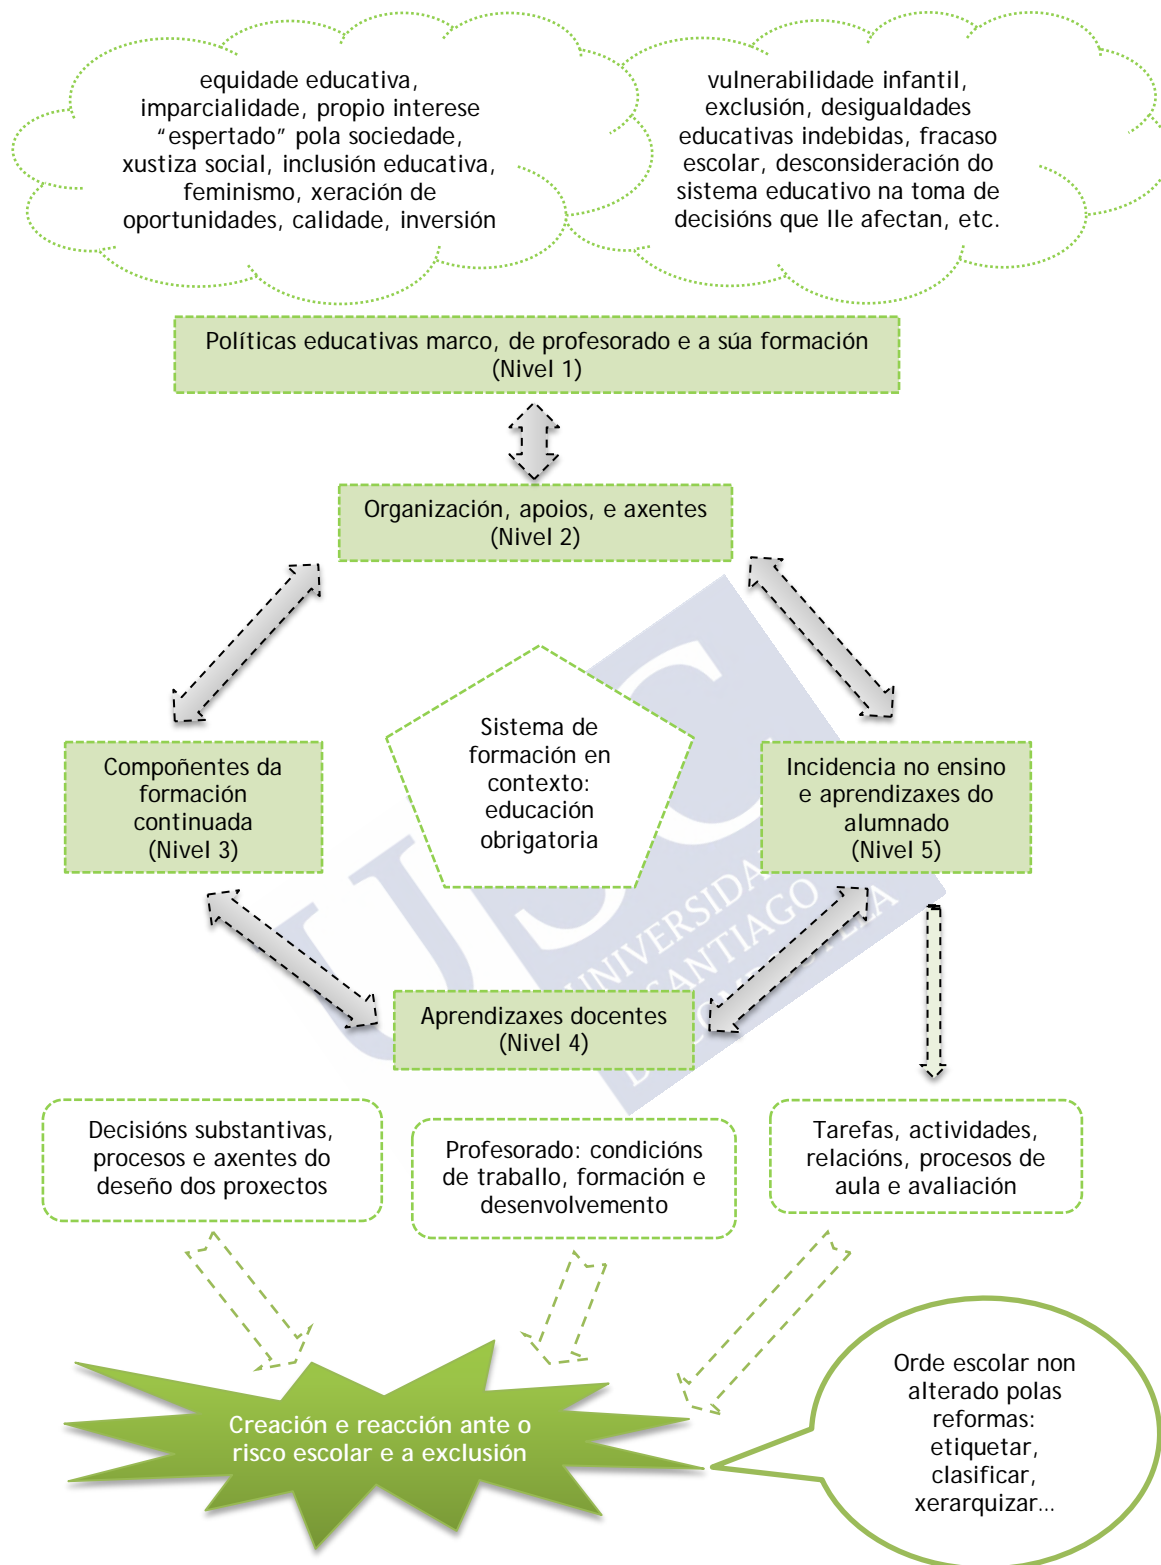 equidade educativa,
imparcialidade, propio interese
“espertado” pola sociedade,
xustiza social, inclusión educativa,
feminismo, xeración de
oportunidades, calidade, inversión
vulnerabilidade infantil,
exclusión, desigualdades
educativas indebidas, fracaso
escolar, desconsideración do
sistema educativo na toma de
decisións que lle afectan, etc.
Políticas educativas marco, de profesorado e a súa formación
(Nivel 1)
Organización, apoios, e axentes
(Nivel 2)
Sistema de
formación en
contexto:
educación
obrigatoria
Compoñentes da
formación
continuada
(Nivel 3)
Incidencia no ensino
e aprendizaxes do
alumnado
(Nivel 5)
USC
UNIVERSIDA
SANTIAGO
Aprendizaxes docentes
(Nivel 4)
Decisións substantivas,
procesos e axentes do
deseño dos proxectos
Profesorado: condicións
de traballo, formación e
desenvolvemento
Tarefas, actividades,
relacións, procesos de
aula e avaliación
Creación e reacción ante o
risco escolar e a exclusión
Orde escolar non
alterado polas
reformas:
etiquetar,
clasificar,
xerarquizar…